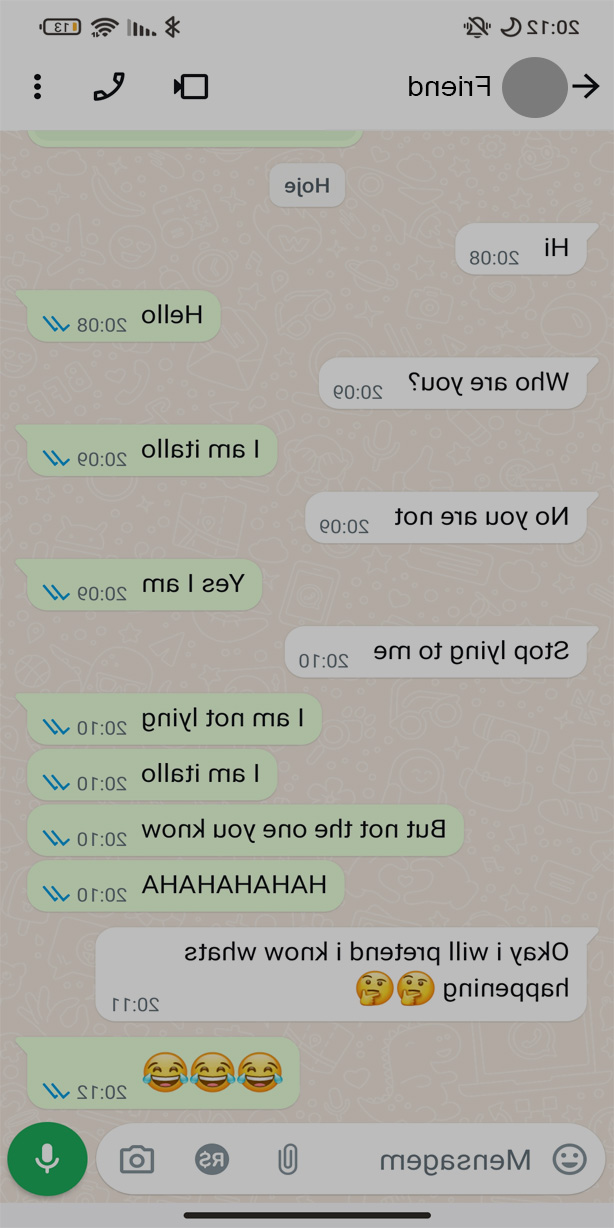 20:12
13
Friend
Hoje
Hi 20:08
Hello 20:08
Who are you? 20:09
I am itallo 20:09
No you are not 20:09
Yes I am 20:09
Stop lying to me 20:10
I am not lying 20:10
I am itallo 20:10
But not the one you know 20:10
HAHAHAHAHA 20:10
Okay i will pretend i know whats
happening 🤔🤔 20:11
😂😂😂 20:12
Mensagem
R$